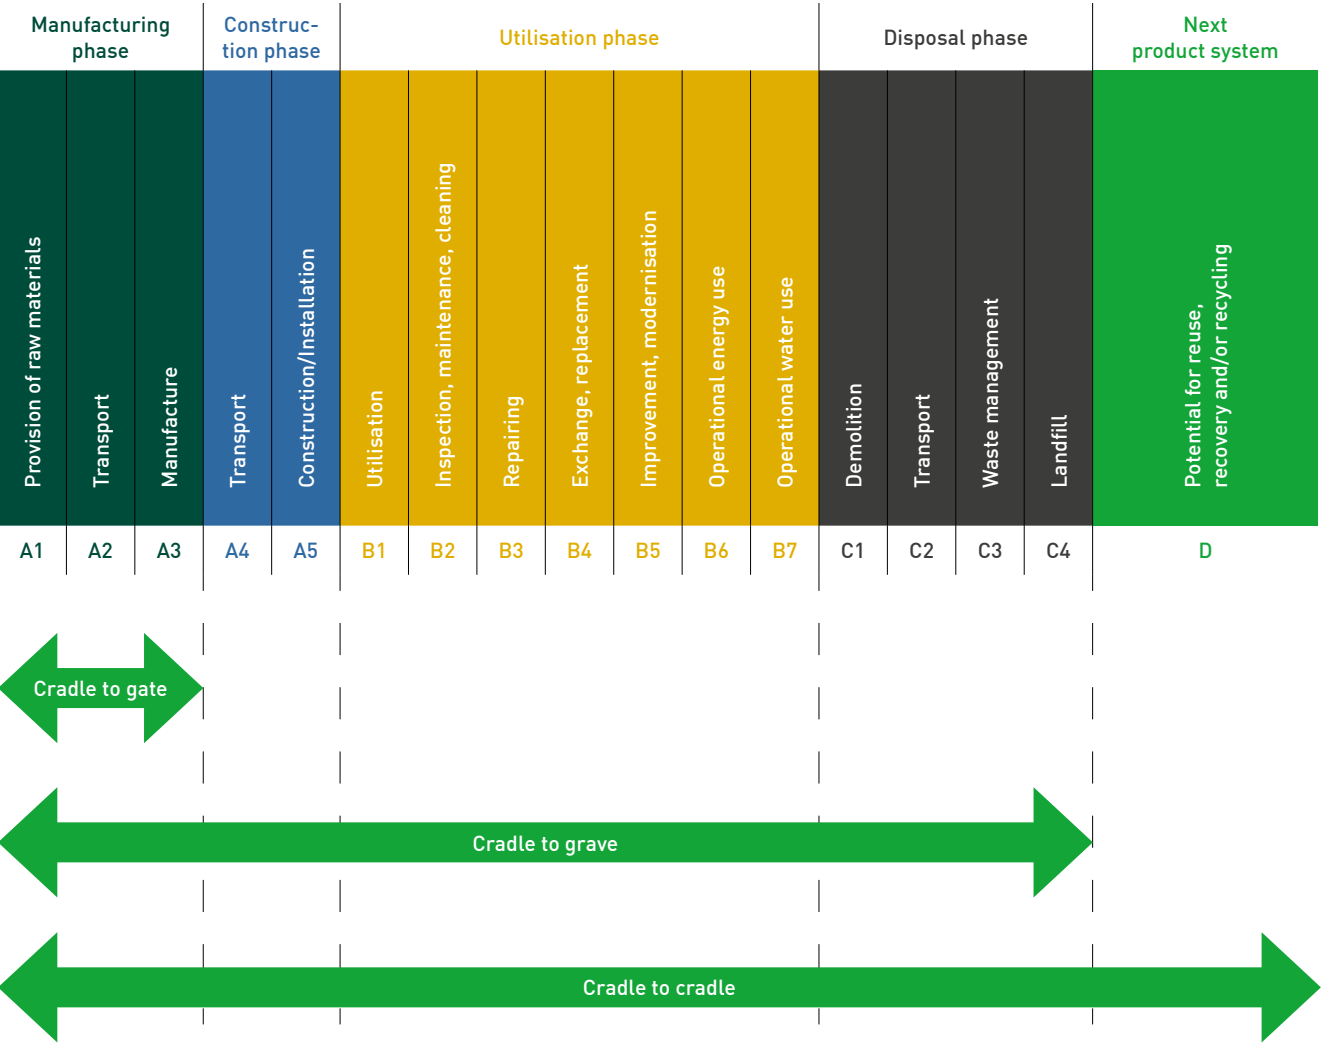 Manufacturing
phase
Construc-
tion phase
Utilisation phase
Disposal phase
Next
product system
Provision of raw materials
Transport
Manufacture
Transport
Construction/Installation
Utilisation
Inspection, maintenance, cleaning
Repairing
Exchange, replacement
Improvement, modernisation
Operational energy use
Operational water use
Demolition
Transport
Waste management
Landfill
Potential for reuse,
recovery and/or recycling
A1
A2
A3
A4
A5
B1
B2
B3
B4
B5
B6
B7
C1
C2
C3
C4
D
Cradle to gate
Cradle to grave
Cradle to cradle